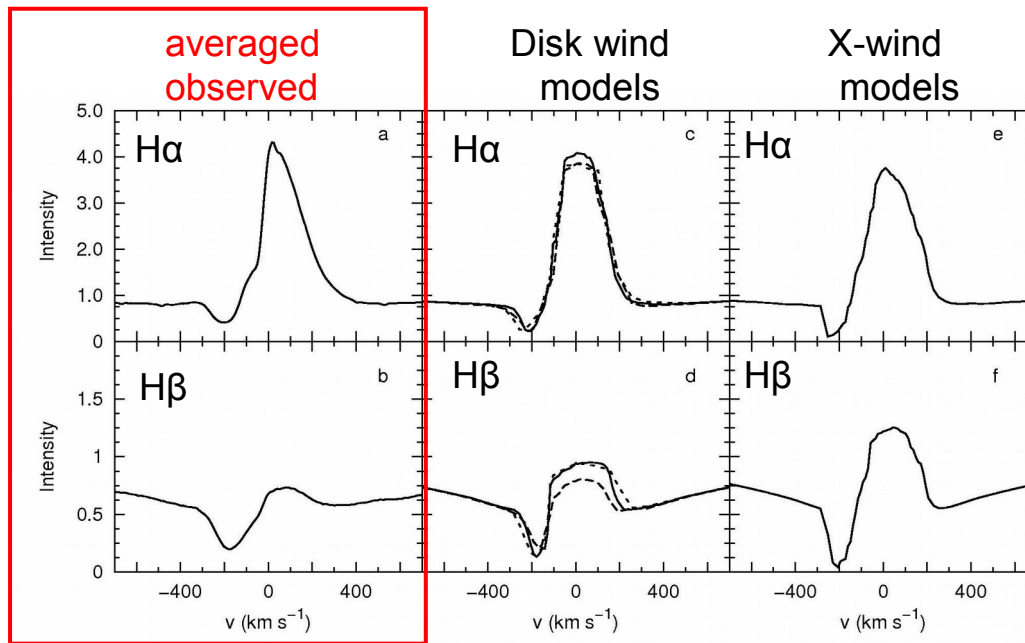 averaged
observed
Disk wind
models
X-wind
models
5.0
4.0
3.0
2.0
1.0
0
Intensity
Hα
a
Hα
c
Hα
e
1.5
1
0.5
0
Intensity
Hβ
b
Hβ
d
Hβ
f
−400 0 400
−400 0 400
−400 0 400
v (km s⁻¹)
v (km s⁻¹)
v (km s⁻¹)